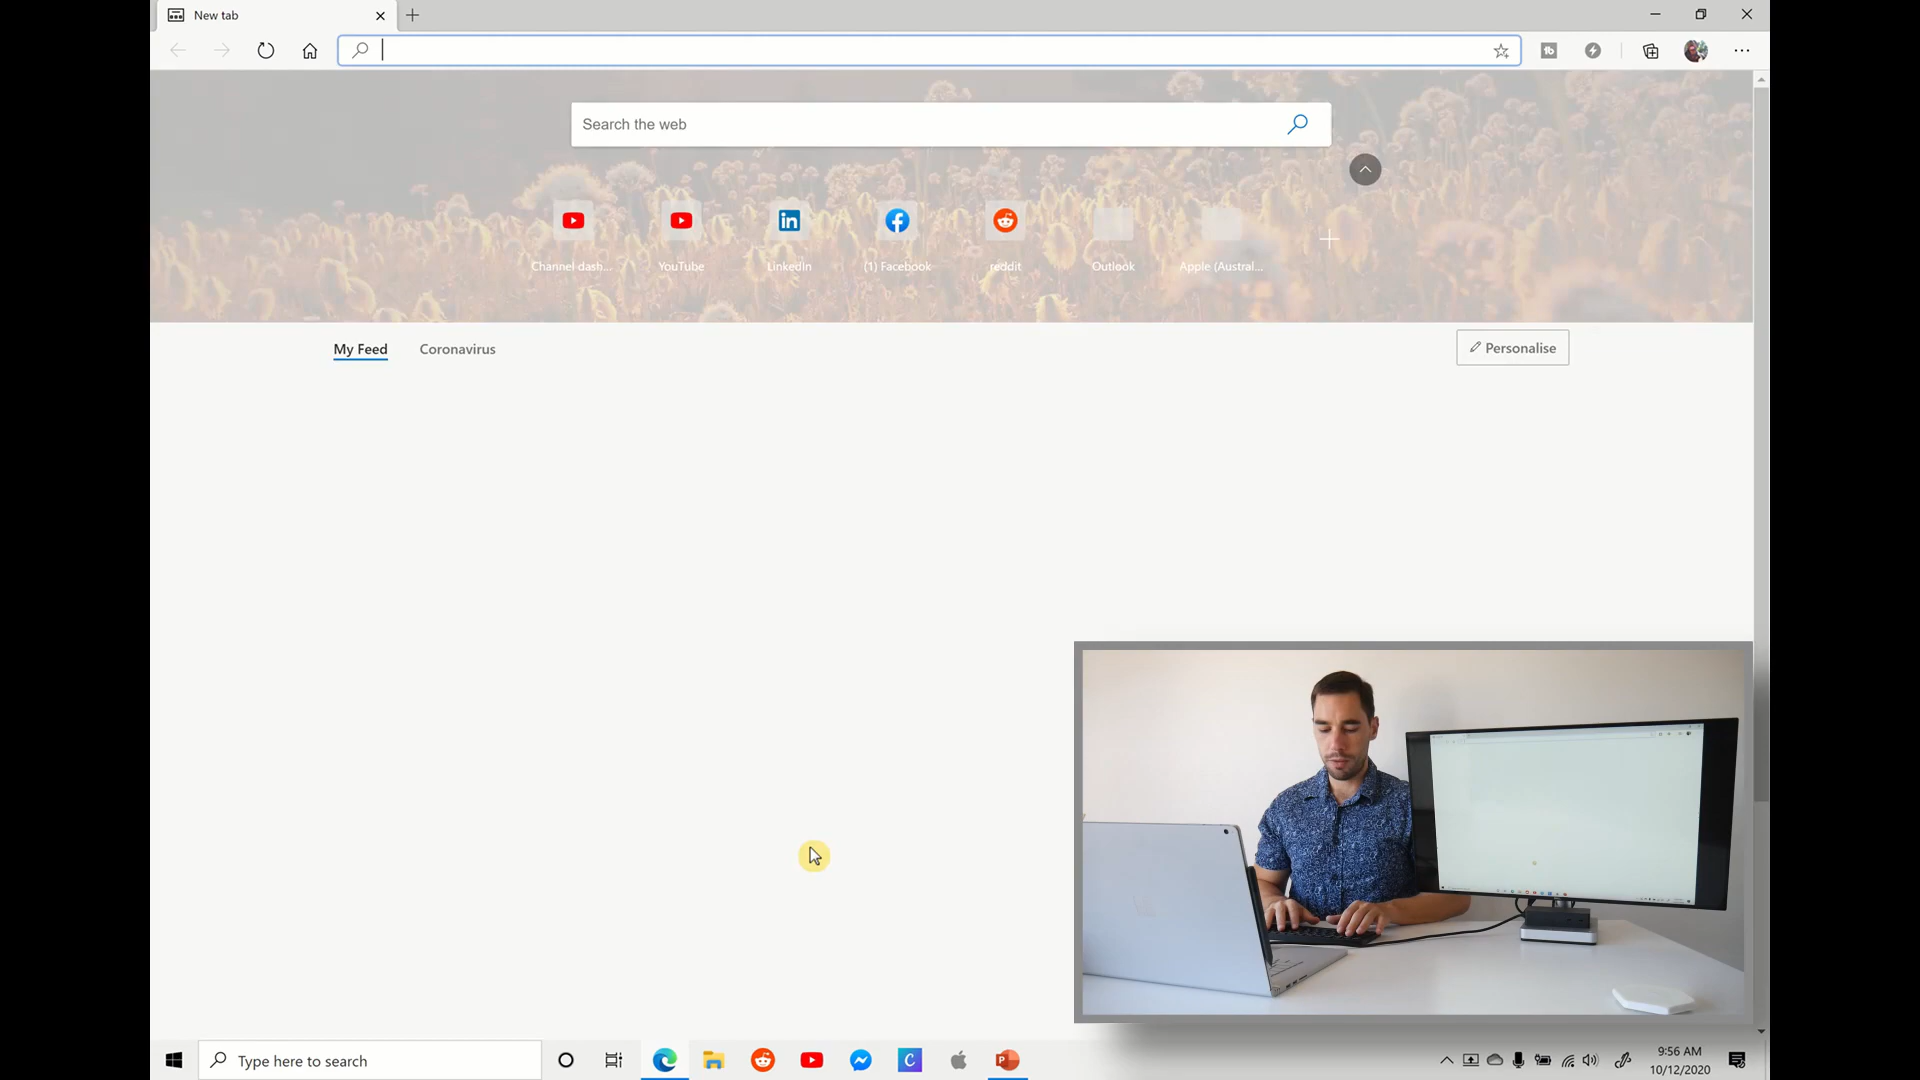 New tab
Search the web
Channel dash...
YouTube
LinkedIn
(1) Facebook
reddit
Outlook
Apple (Austral...
My Feed
Coronavirus
Personalise
Type here to search
9:56 AM
10/12/2020